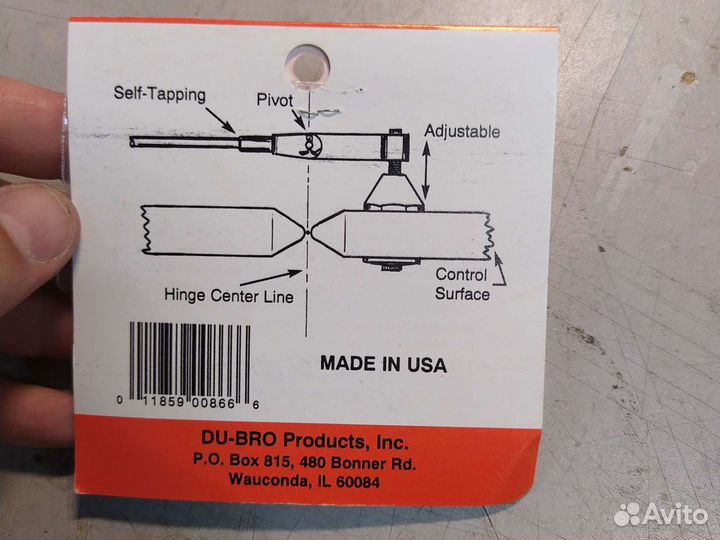 Self-Tapping
Pivot
Adjustable
Hinge Center Line
Control
Surface
MADE IN USA
0 11859 00866 6
DU-BRO Products, Inc.
P.O. Box 815, 480 Bonner Rd.
Wauconda, IL 60084
Avito